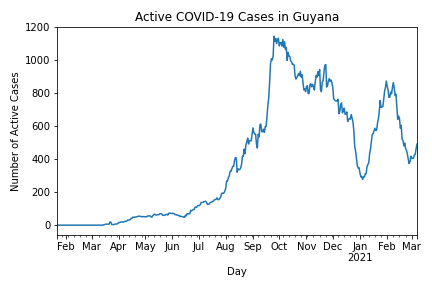 Active COVID-19 Cases in Guyana
Number of Active Cases
1200
1000
800
600
400
200
0
Feb Mar Apr May Jun Jul Aug Sep Oct Nov Dec Jan Feb Mar
2021
Day